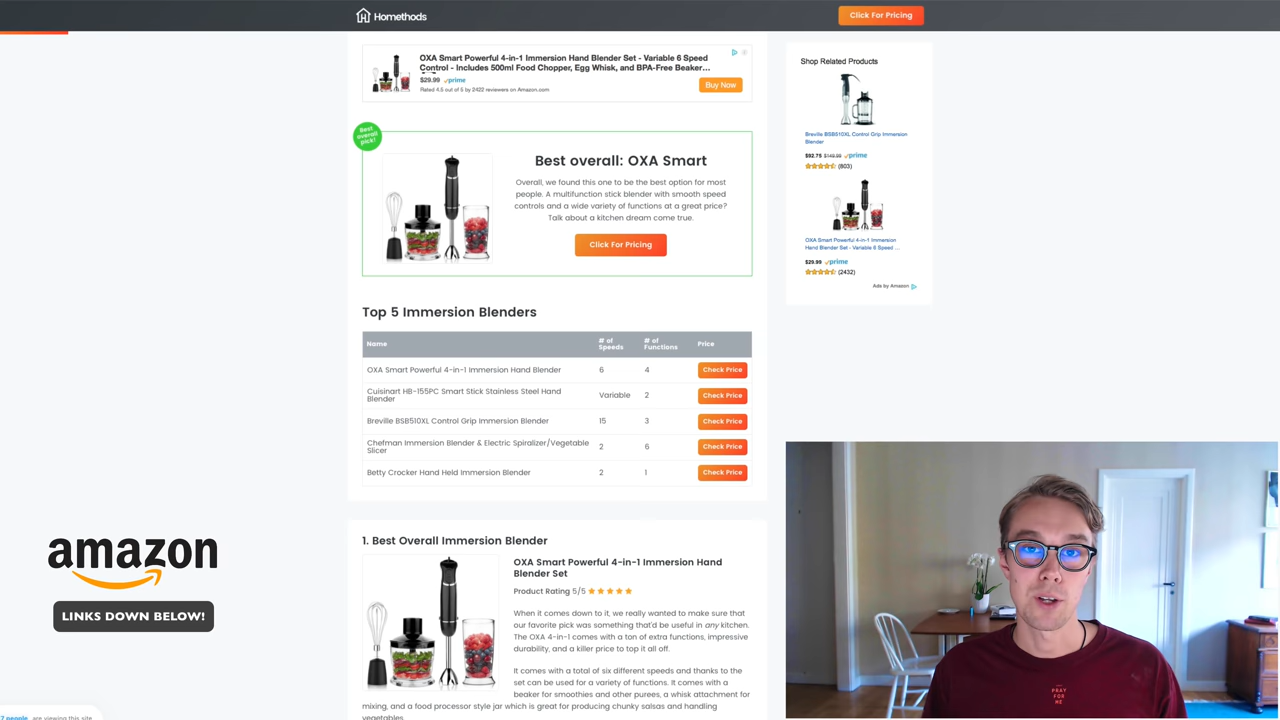 Homethods
Click For Pricing
OXA Smart Powerful 4-in-1 Immersion Hand Blender Set - Variable 6 Speed
Control - Includes 500ml Food Chopper, Egg Whisk, and BPA-Free Beaker...
$29.99 prime
Rated 4.5 out of 5 by 2422 reviewers on Amazon.com
Buy Now
Shop Related Products
Breville BSB510XL Control Grip Immersion
Blender
$92.75 $149.99 prime
(803)
OXA Smart Powerful 4-in-1 Immersion
Hand Blender Set - Variable 6 Speed ...
$29.99 prime
(2432)
Ads by Amazon
Best
overall
pick!
Best overall: OXA Smart
Overall, we found this one to be the best option for most
people. A multifunction stick blender with smooth speed
controls and a wide variety of functions at a great price?
Talk about a kitchen dream come true.
Click For Pricing
Top 5 Immersion Blenders
Name # of Speeds # of Functions Price
OXA Smart Powerful 4-in-1 Immersion Hand Blender 6 4 Check Price
Cuisinart HB-155PC Smart Stick Stainless Steel Hand
Blender Variable 2 Check Price
Breville BSB510XL Control Grip Immersion Blender 15 3 Check Price
Chefman Immersion Blender & Electric Spiralizer/Vegetable
Slicer 2 6 Check Price
Betty Crocker Hand Held Immersion Blender 2 1 Check Price
1. Best Overall Immersion Blender
OXA Smart Powerful 4-in-1 Immersion Hand
Blender Set
Product Rating 5/5
When it comes down to it, we really wanted to make sure that
our favorite pick was something that'd be useful in any kitchen.
The OXA 4-in-1 comes with a ton of extra functions, impressive
durability, and a killer price to top it all off.
It comes with a total of six different speeds and thanks to the
set can be used for a variety of functions. It comes with a
beaker for smoothies and other purees, a whisk attachment for
mixing, and a food processor style jar which is great for producing chunky salsas and handling
vegetables.
amazon
LINKS DOWN BELOW!
7 people are viewing this site
PRAY
FOR
ME